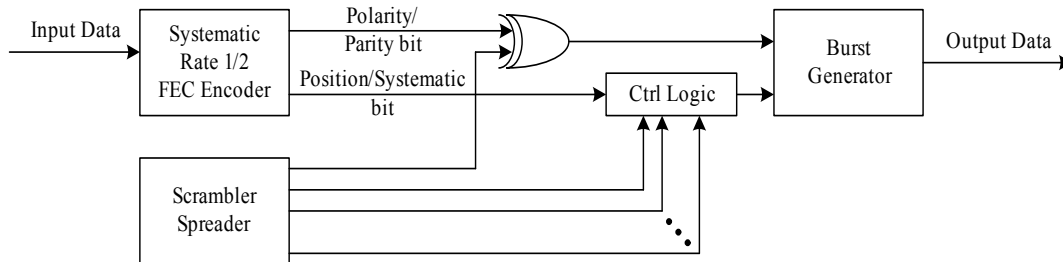 Input Data
Systematic
Rate 1/2
FEC Encoder
Polarity/
Parity bit
Position/Systematic
bit
Ctrl Logic
Burst
Generator
Output Data
Scrambler
Spreader